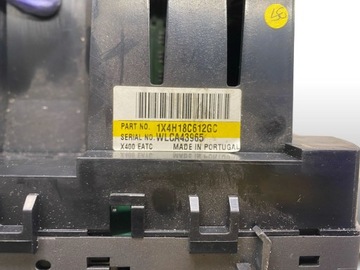 PART NO. 1X4H18C612GC
SERIAL NO. WLCA43965
X400 EATC MADE IN PORTUGAL